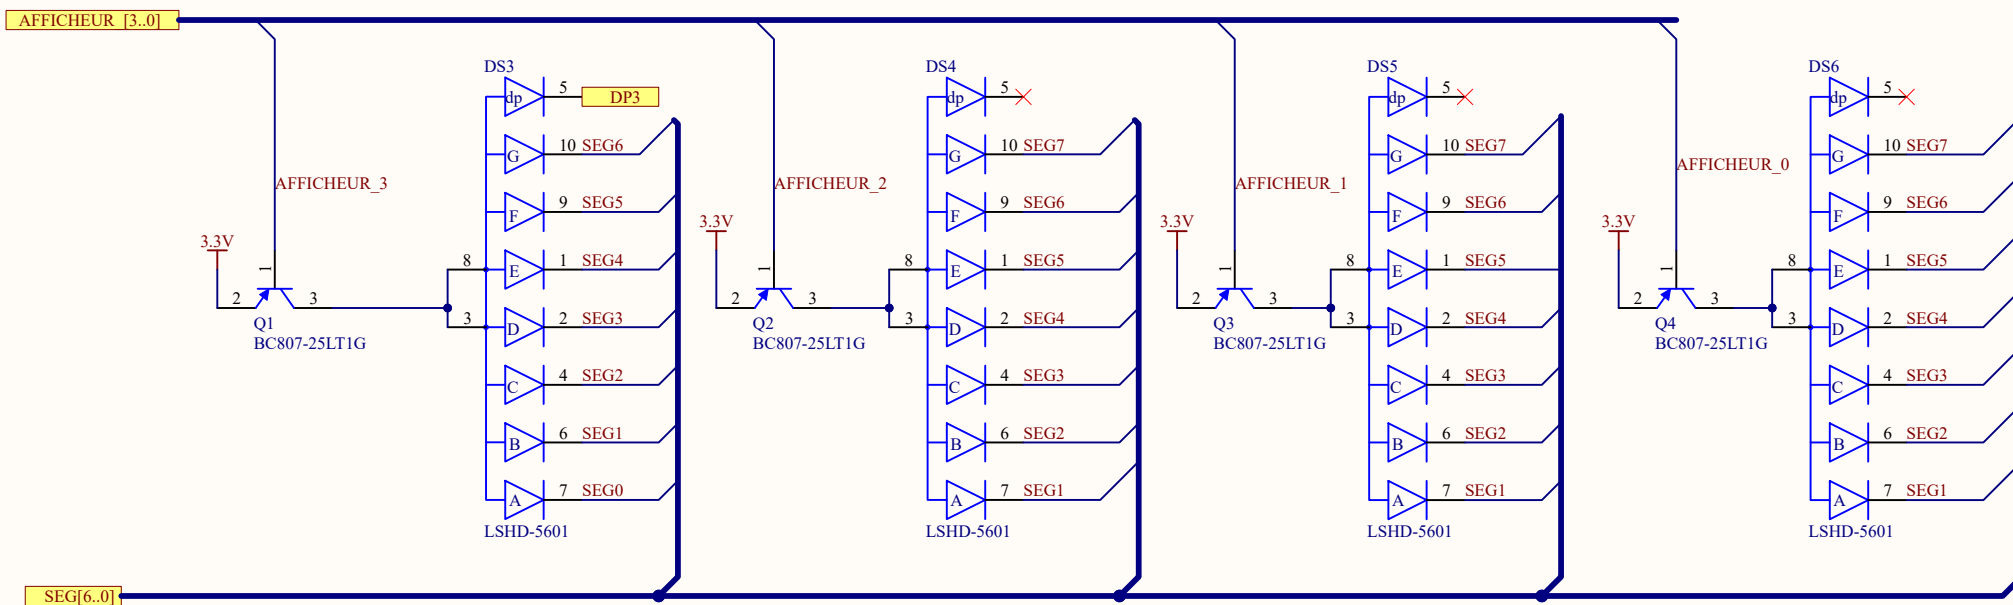 AFFICHEUR [3..0]
DS3
dp
5
DP3
G
10
SEG6
F
9
SEG5
AFFICHEUR_3
3.3V
1
2
3
Q1
BC807-25LT1G
8
3
E
1
SEG4
D
2
SEG3
C
4
SEG2
B
6
SEG1
A
7
SEG0
LSHD-5601
DS4
dp
5
G
10
SEG7
F
9
SEG6
AFFICHEUR_2
3.3V
1
2
3
Q2
BC807-25LT1G
8
3
E
1
SEG5
D
2
SEG4
C
4
SEG3
B
6
SEG2
A
7
SEG1
LSHD-5601
DS5
dp
5
G
10
SEG7
F
9
SEG6
AFFICHEUR_1
3.3V
1
2
3
Q3
BC807-25LT1G
8
3
E
1
SEG5
D
2
SEG4
C
4
SEG3
B
6
SEG2
A
7
SEG1
LSHD-5601
DS6
dp
5
G
10
SEG7
F
9
SEG6
AFFICHEUR_0
3.3V
1
2
3
Q4
BC807-25LT1G
8
3
E
1
SEG5
D
2
SEG4
C
4
SEG3
B
6
SEG2
A
7
SEG1
LSHD-5601
SEG[6..0]